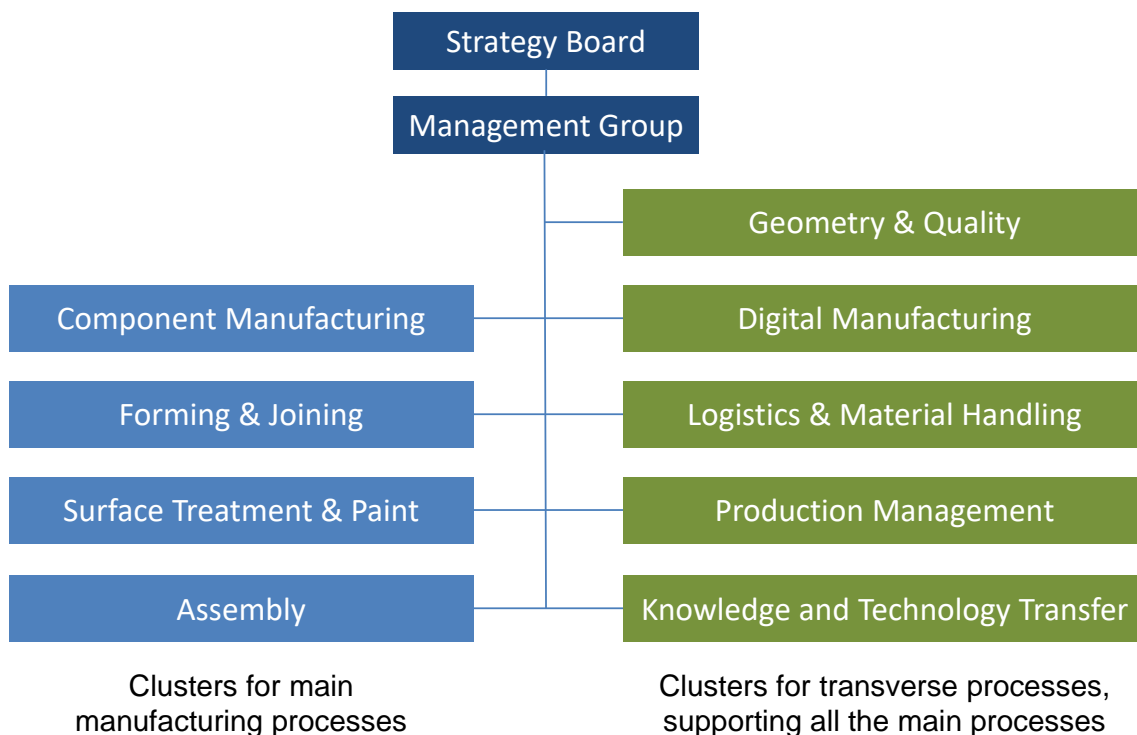 Strategy Board
Management Group
Geometry & Quality
Component Manufacturing
Digital Manufacturing
Forming & Joining
Logistics & Material Handling
Surface Treatment & Paint
Production Management
Assembly
Knowledge and Technology Transfer
Clusters for main
manufacturing processes
Clusters for transverse processes,
supporting all the main processes